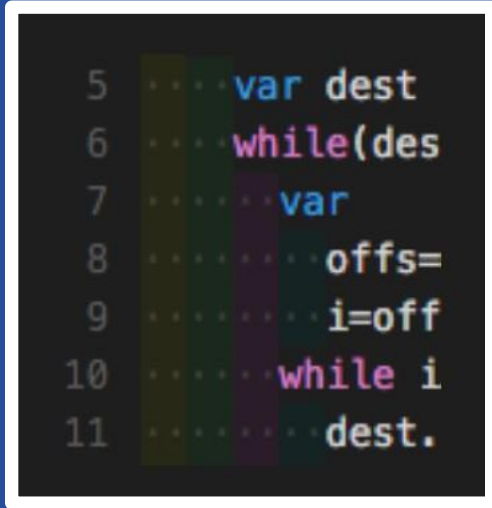 5 ····var dest
6 ····while(des
7 ······var
8 ········offs=
9 ········i=off
10 ······while i
11 ········dest.